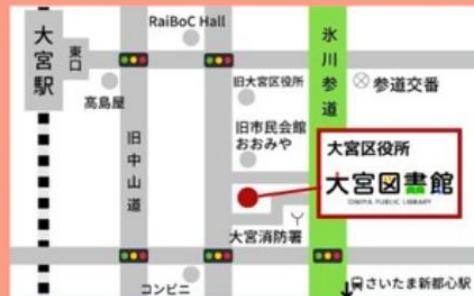 RaiBoC Hall
大宮駅
東口
高島屋
旧中山道
旧大宮区役所
旧市民会館
おおみや
氷川参道
参道交番
大宮区役所
大宮図書館
OMIYA PUBLIC LIBRARY
大宮消防署
コンビニ
さいたま新都心駅